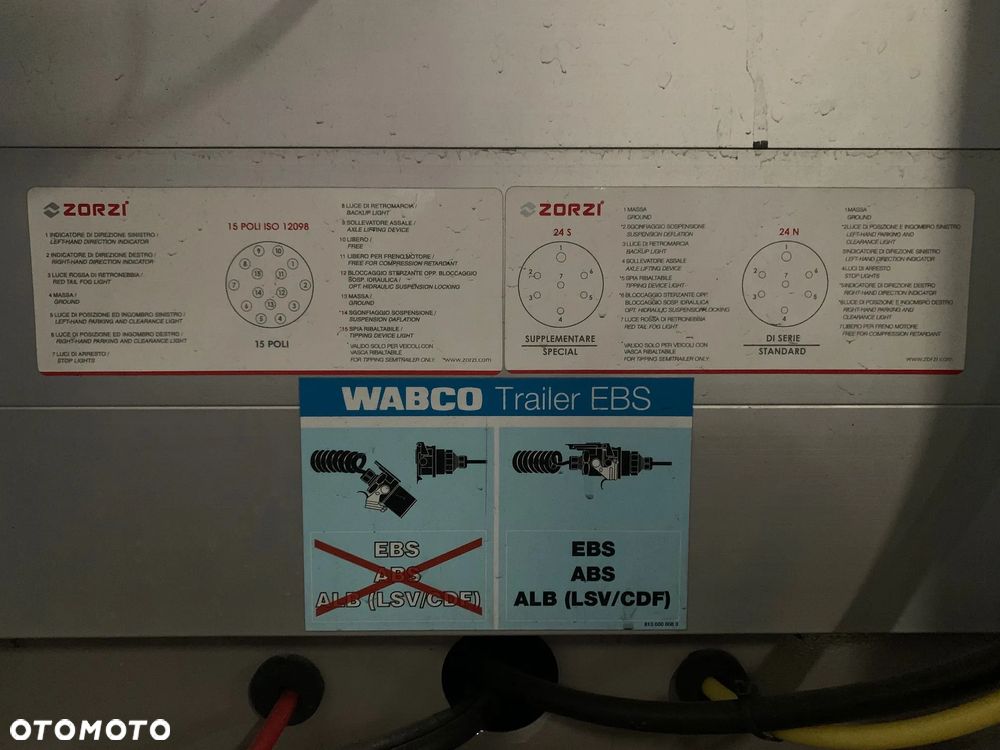 ZORZI
15 POLI ISO 12098
1 INDICATORE DI DIREZIONE SINISTRO /
LEFT-HAND DIRECTION INDICATOR
2 INDICATORE DI DIREZIONE DESTRO /
RIGHT-HAND DIRECTION INDICATOR
3 LUCE ROSSA DI RETRONEBBIA /
RED TAIL FOG LIGHT
4 MASSA /
GROUND
5 LUCE DI POSIZIONE ED INGOMBRO SINISTRO /
LEFT-HAND PARKING AND CLEARANCE LIGHT
6 LUCE DI POSIZIONE ED INGOMBRO DESTRO /
RIGHT-HAND PARKING AND CLEARANCE LIGHT
7 LUCI DI ARRESTO /
STOP LIGHTS
15 POLI
8 LUCE DI RETROMARCIA /
BACKUP LIGHT
9 SOLLEVATORE ASSALE /
AXLE LIFTING DEVICE
10 LIBERO /
FREE
11 LIBERO PER FRENO MOTORE /
FREE FOR COMPRESSION RETARDANT
12 BLOCCAGGIO STERZANTE OPP. BLOCCAGGIO
SOSP. IDRAULICA /
OPT. HIDRAULIC SUSPENSION LOCKING
13 MASSA /
GROUND
*14 SGONFIAGGIO SOSPENSIONE /
SUSPENSION DAFLATION
*15 SPIA RIBALTABILE /
TIPPING DEVICE LIGHT
*VALIDO SOLO PER VEICOLI CON
VASCA RIBALTABILE
FOR TIPPING SEMITRAILER ONLY
*www.zorzi.com
ZORZI
24 S
1
2
3
4
5
6
7
SUPPLEMENTARE
SPECIAL
1 MASSA
GROUND
*2 SGONFIAGGIO SOSPENSIONE
SUSPENSION DEFLATION
3 LUCE DI RETROMARCIA
BACKUP LIGHT
4 SOLLEVATORE ASSALE
AXLE LIFTING DEVICE
*5 SPIA RIBALTABILE
TIPPING DEVICE LIGHT
*6 BLOCCAGGIO STERZANTE OPP.
BLOCCAGGIO SOSP. IDRAULICA
OPT. HIDRAULIC SUSPENSION LOCKING
7 LUCE ROSSA DI RETRONEBBIA
RED TAIL FOG LIGHT
*VALIDO SOLO PER VEICOLI CON
VASCA RIBALTABILE
FOR TIPPING SEMITRAILER ONLY
24 N
1
2
3
4
5
6
7
DI SERIE
STANDARD
1 MASSA
GROUND
*2 LUCE DI POSIZIONE E INGOMBRO SINISTRO
LEFT-HAND PARKING AND
CLEARANCE LIGHT
INDICATORE DI DIREZIONE SINISTRO
LEFT-HAND DIRECTION INDICATOR
4 LUCI DI ARRESTO
STOP LIGHTS
INDICATORE DI DIREZIONE DESTRO
RIGHT-HAND DIRECTION INDICATOR
*6 LUCE DI POSIZIONE E INGOMBRO DESTRO
RIGHT-HAND PARKING AND
CLEARANCE LIGHT
LIBERO PER FRENO MOTORE
FREE FOR COMPRESSION RETARDANT
www.zorzi.com
WABCO Trailer EBS
EBS
ABS
ALB (LSV/CDF)
EBS
ABS
ALB (LSV/CDF)
OTOMOTO